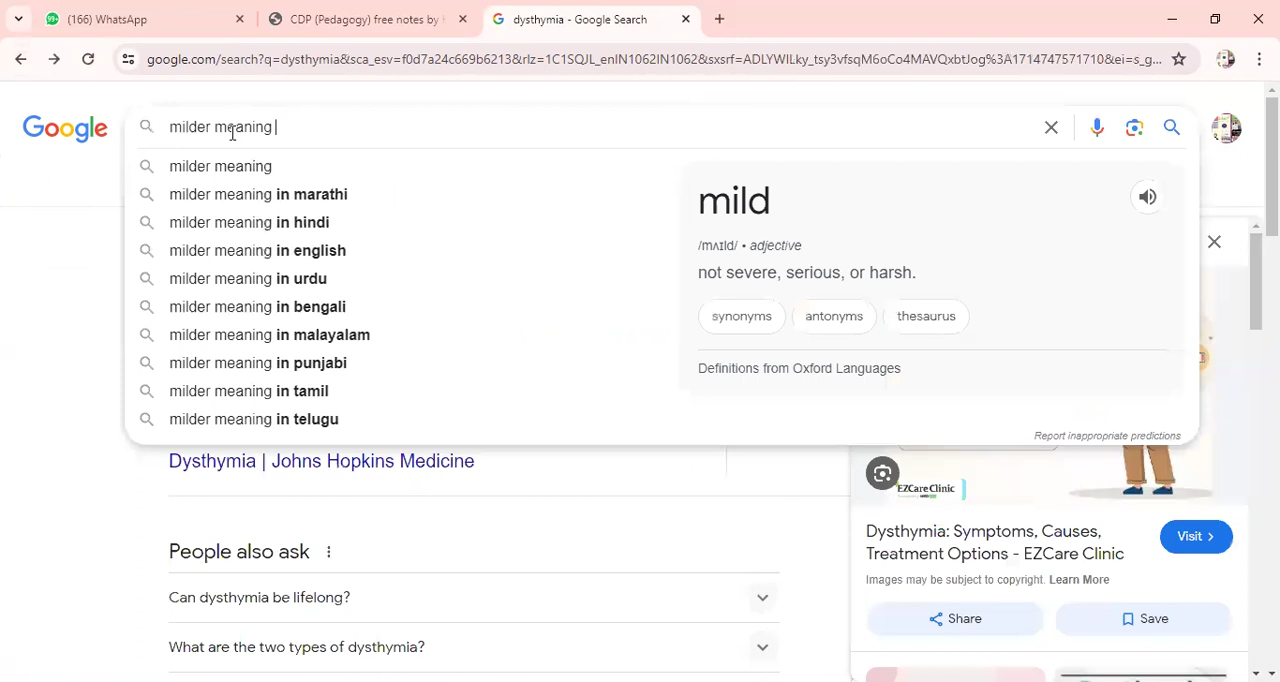 99+
(166) WhatsApp
CDP (Pedagogy) free notes by
dysthymia - Google Search
google.com/search?q=dysthymia&sca_esv=f0d7a24c669b6213&rlz=1C1SQJL_enIN1062IN1062&sxsrf=ADLYWILky_tsy3vfsqM6oCo4MAVQxbtJog%3A1714747571710&ei=s_g...
Google
milder meaning
milder meaning
milder meaning in marathi
milder meaning in hindi
milder meaning in english
milder meaning in urdu
milder meaning in bengali
milder meaning in malayalam
milder meaning in punjabi
milder meaning in tamil
milder meaning in telugu
mild
/mʌɪld/ • adjective
not severe, serious, or harsh.
synonyms
antonyms
thesaurus
Definitions from Oxford Languages
Report inappropriate predictions
Dysthymia | Johns Hopkins Medicine
People also ask
Can dysthymia be lifelong?
What are the two types of dysthymia?
EZCare Clinic
Dysthymia: Symptoms, Causes,
Treatment Options - EZCare Clinic
Visit
Images may be subject to copyright. Learn More
Share
Save